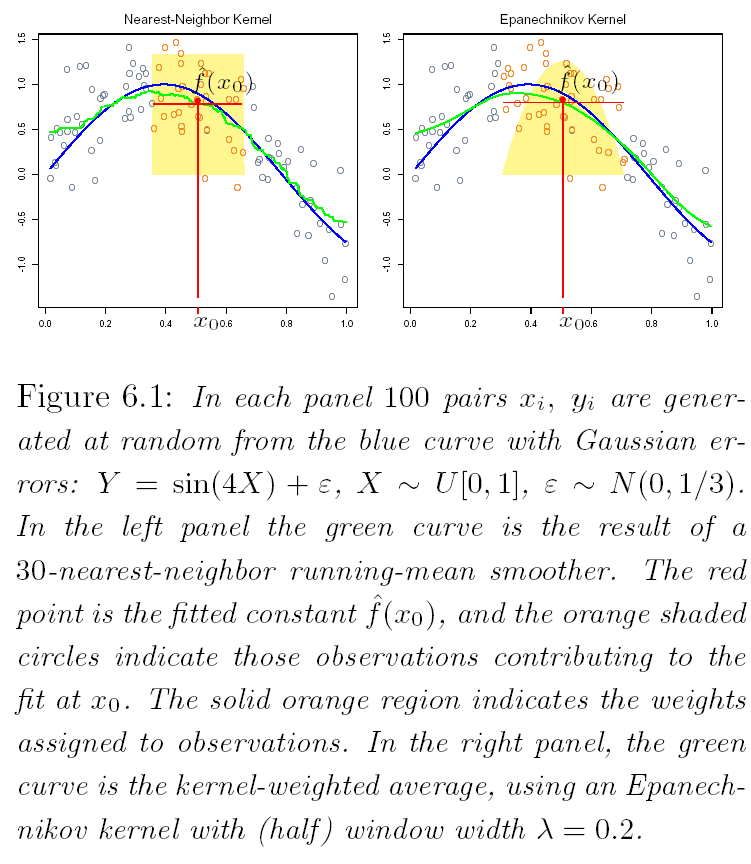 Nearest-Neighbor Kernel
Epanechnikov Kernel
1.5
1.0
0.5
0.0
-0.5
-1.0
f̂(x₀)
0.0 0.2 0.4 0.6 0.8 1.0
x₀
1.5
1.0
0.5
0.0
-0.5
-1.0
f̂(x₀)
0.0 0.2 0.4 0.6 0.8 1.0
x₀
Figure 6.1: In each panel 100 pairs xᵢ, yᵢ are gener-
ated at random from the blue curve with Gaussian er-
rors: Y = sin(4X) + ε, X ∼ U[0, 1], ε ∼ N(0, 1/3).
In the left panel the green curve is the result of a
30-nearest-neighbor running-mean smoother. The red
point is the fitted constant f̂(x₀), and the orange shaded
circles indicate those observations contributing to the
fit at x₀. The solid orange region indicates the weights
assigned to observations. In the right panel, the green
curve is the kernel-weighted average, using an Epanech-
nikov kernel with (half) window width λ = 0.2.